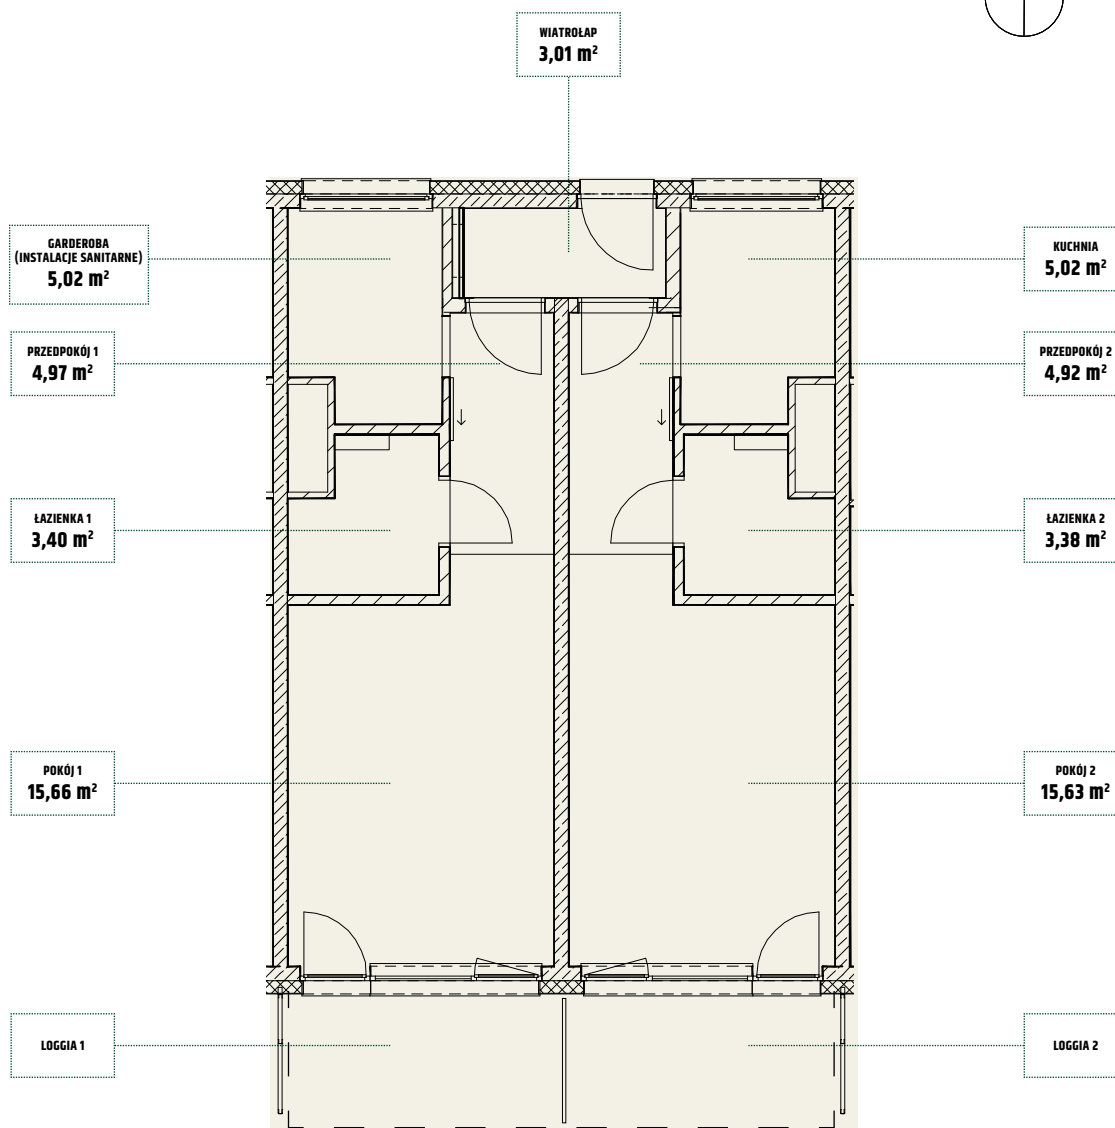 WIATROŁAP
3,01 m²
GARDEROBA
(INSTALACJE SANITARNE)
5,02 m²
KUCHNIA
5,02 m²
PRZEDPOKÓJ 1
4,97 m²
PRZEDPOKÓJ 2
4,92 m²
ŁAZIENKA 1
3,40 m²
ŁAZIENKA 2
3,38 m²
POKÓJ 1
15,66 m²
POKÓJ 2
15,63 m²
LOGGIA 1
LOGGIA 2